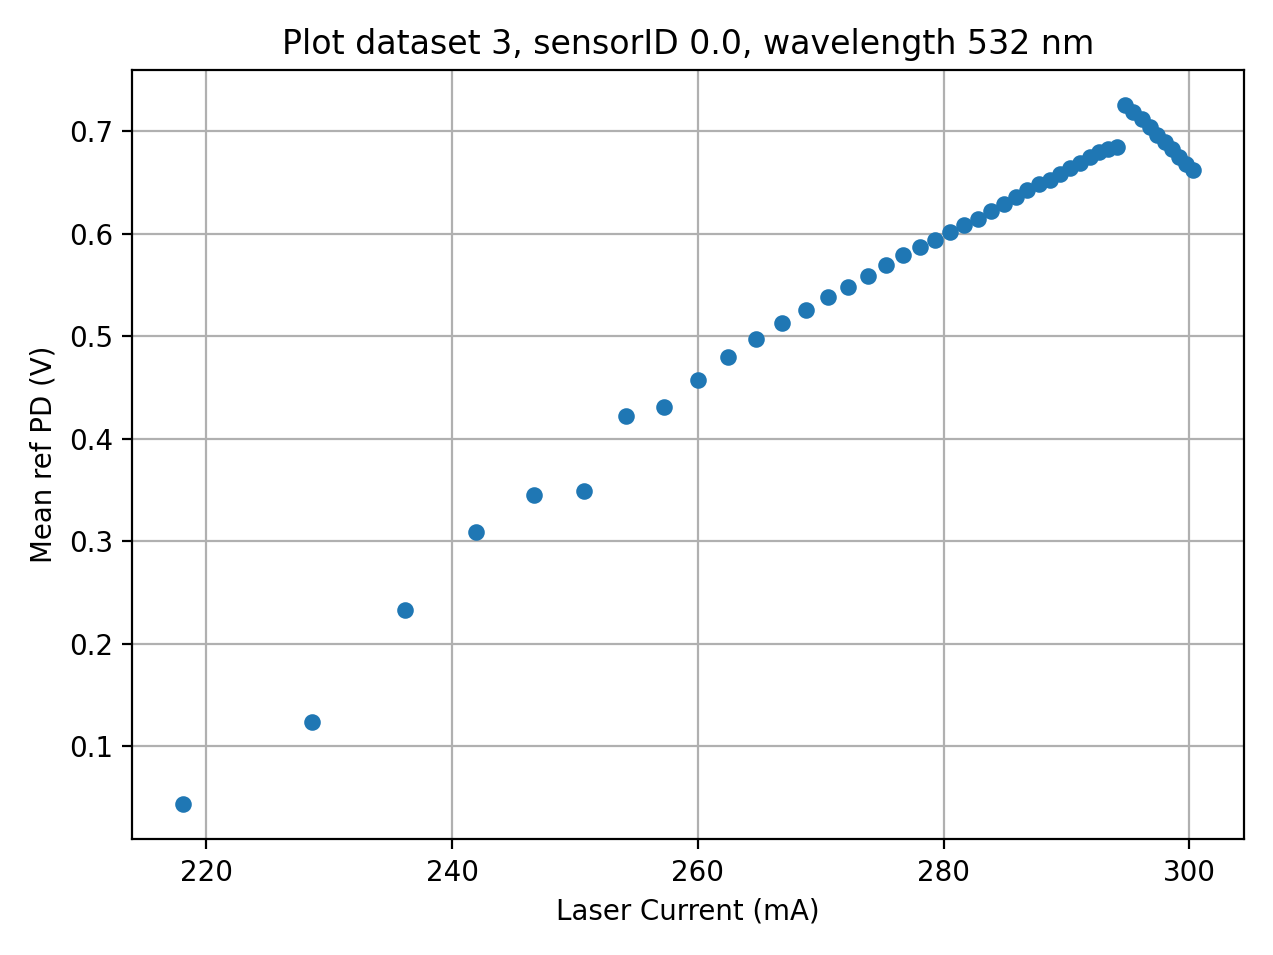 Plot dataset 3, sensorID 0.0, wavelength 532 nm
0.7
0.6
0.5
0.4
0.3
0.2
0.1
Mean ref PD (V)
220 240 260 280 300
Laser Current (mA)